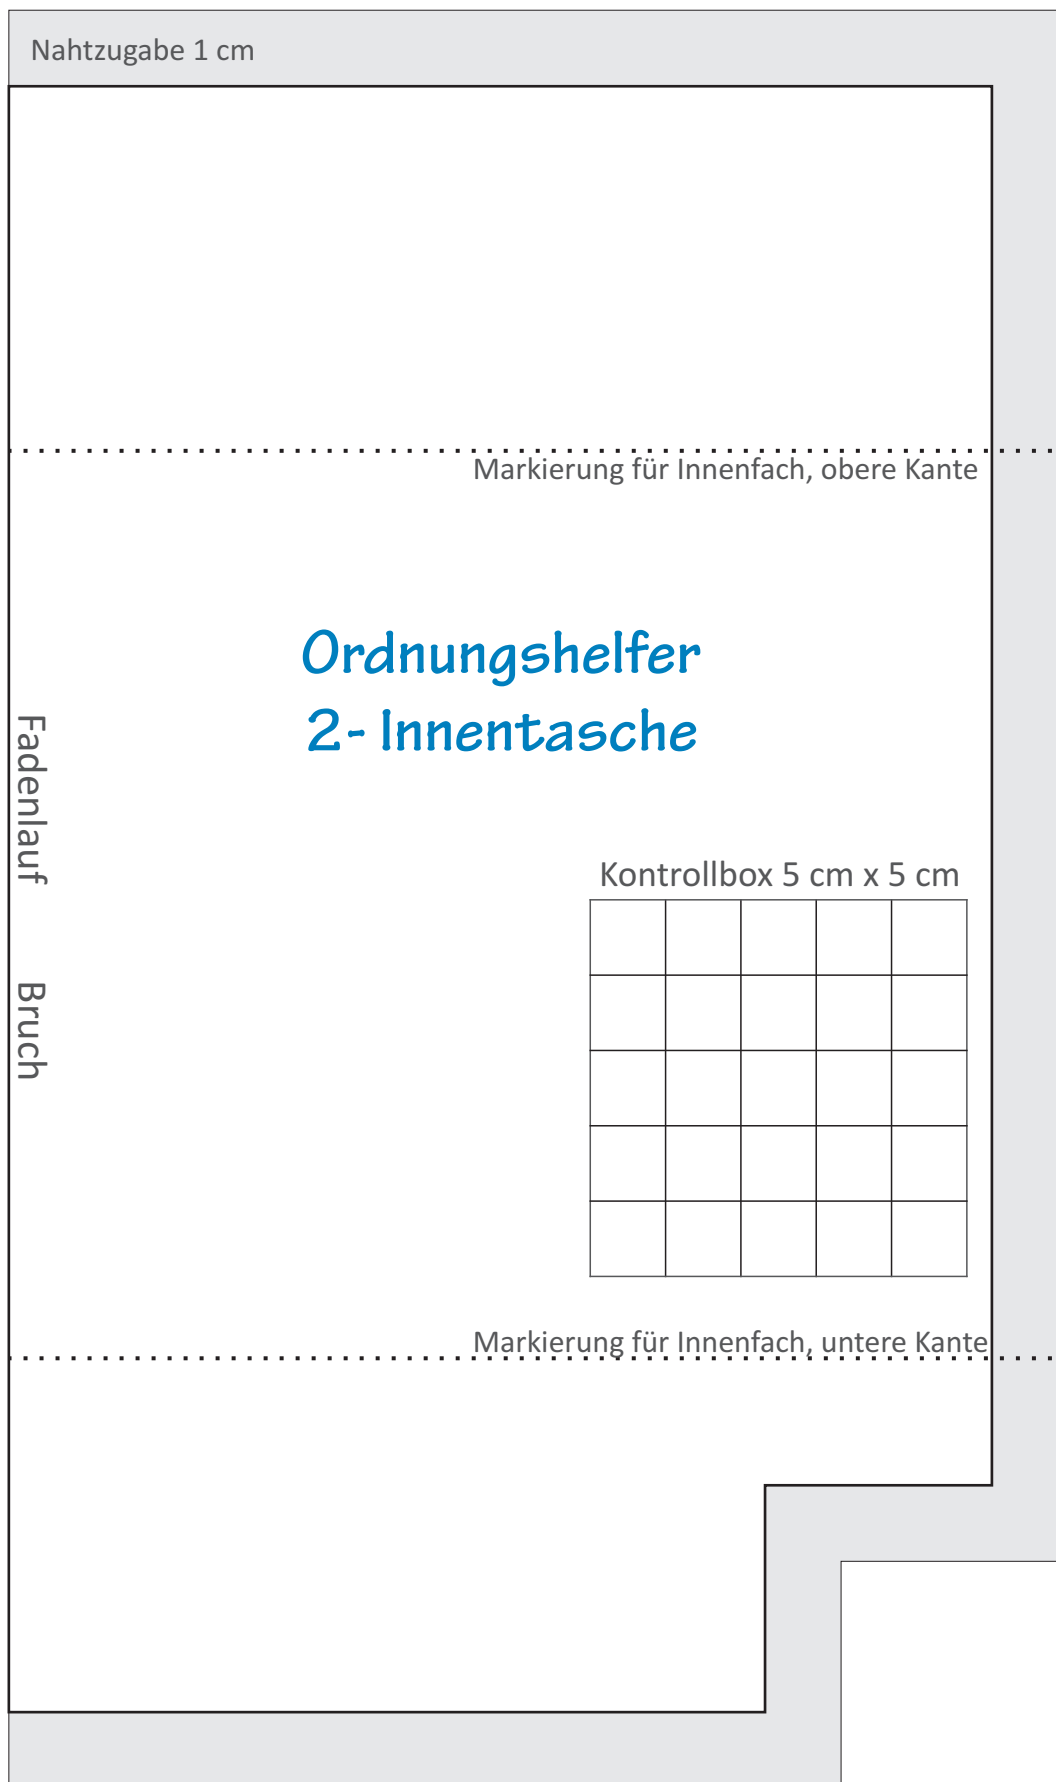 Nahtzugabe 1 cm
Markierung für Innenfach, obere Kante
Ordnungshelfer
2- Innentasche
Fadenlauf Bruch
Kontrollbox 5 cm x 5 cm
Markierung für Innenfach, untere Kante